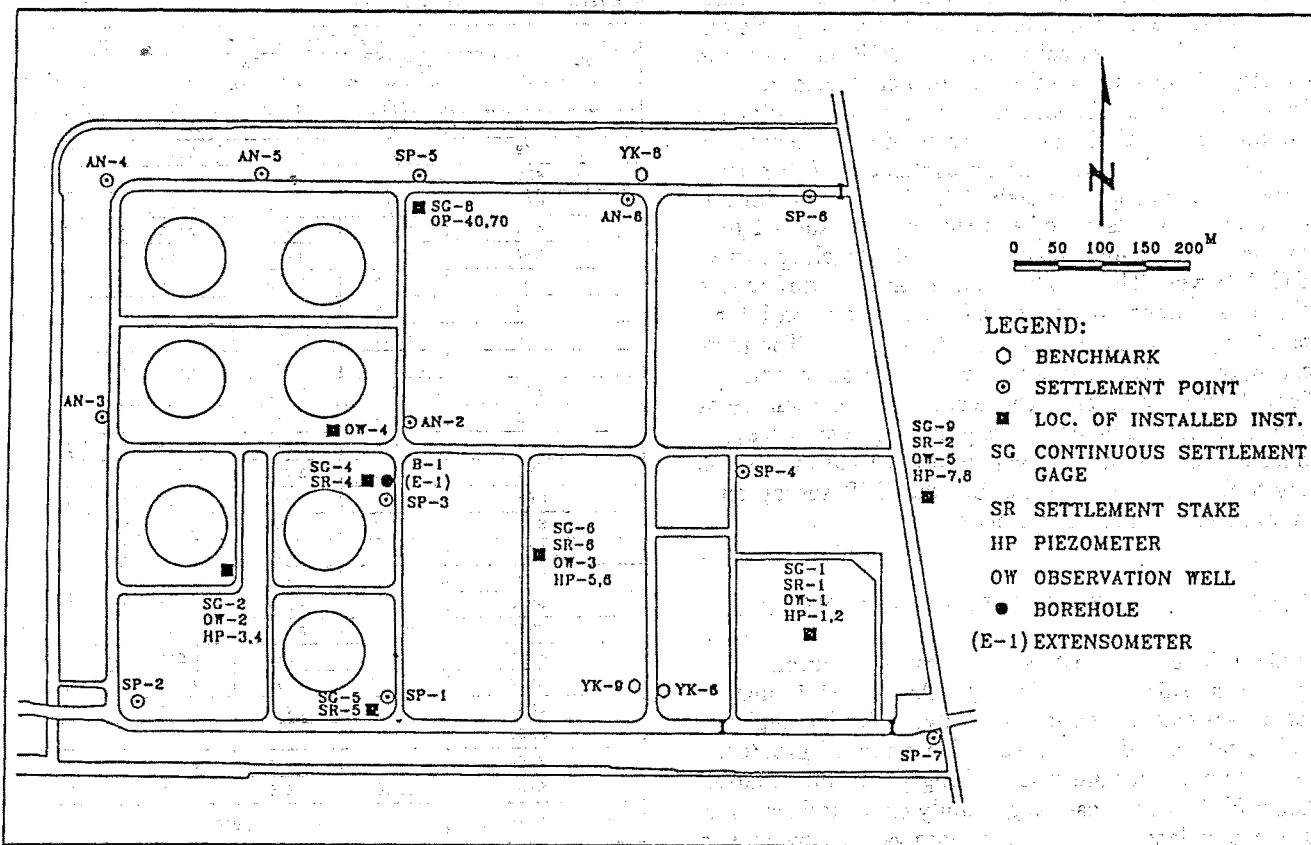 AN-4
AN-5
SP-5
YK-8
AN-6
SP-6
SG-8
OP-40,70
N
0 50 100 150 200 M
AN-3
OW-4
AN-2
SG-4
SR-4
B-1
(E-1)
SP-3
SP-4
SG-9
SR-2
OW-5
HP-7,8
SG-6
SR-6
OW-3
HP-5,6
SG-1
SR-1
OW-1
HP-1,2
SG-2
OW-2
HP-3,4
SP-2
SG-5
SR-5
SP-1
YK-9
YK-6
SP-7
LEGEND:
BENCHMARK
SETTLEMENT POINT
LOC. OF INSTALLED INST.
SG CONTINUOUS SETTLEMENT
GAGE
SR SETTLEMENT STAKE
HP PIEZOMETER
OW OBSERVATION WELL
BOREHOLE
(E-1) EXTENSOMETER